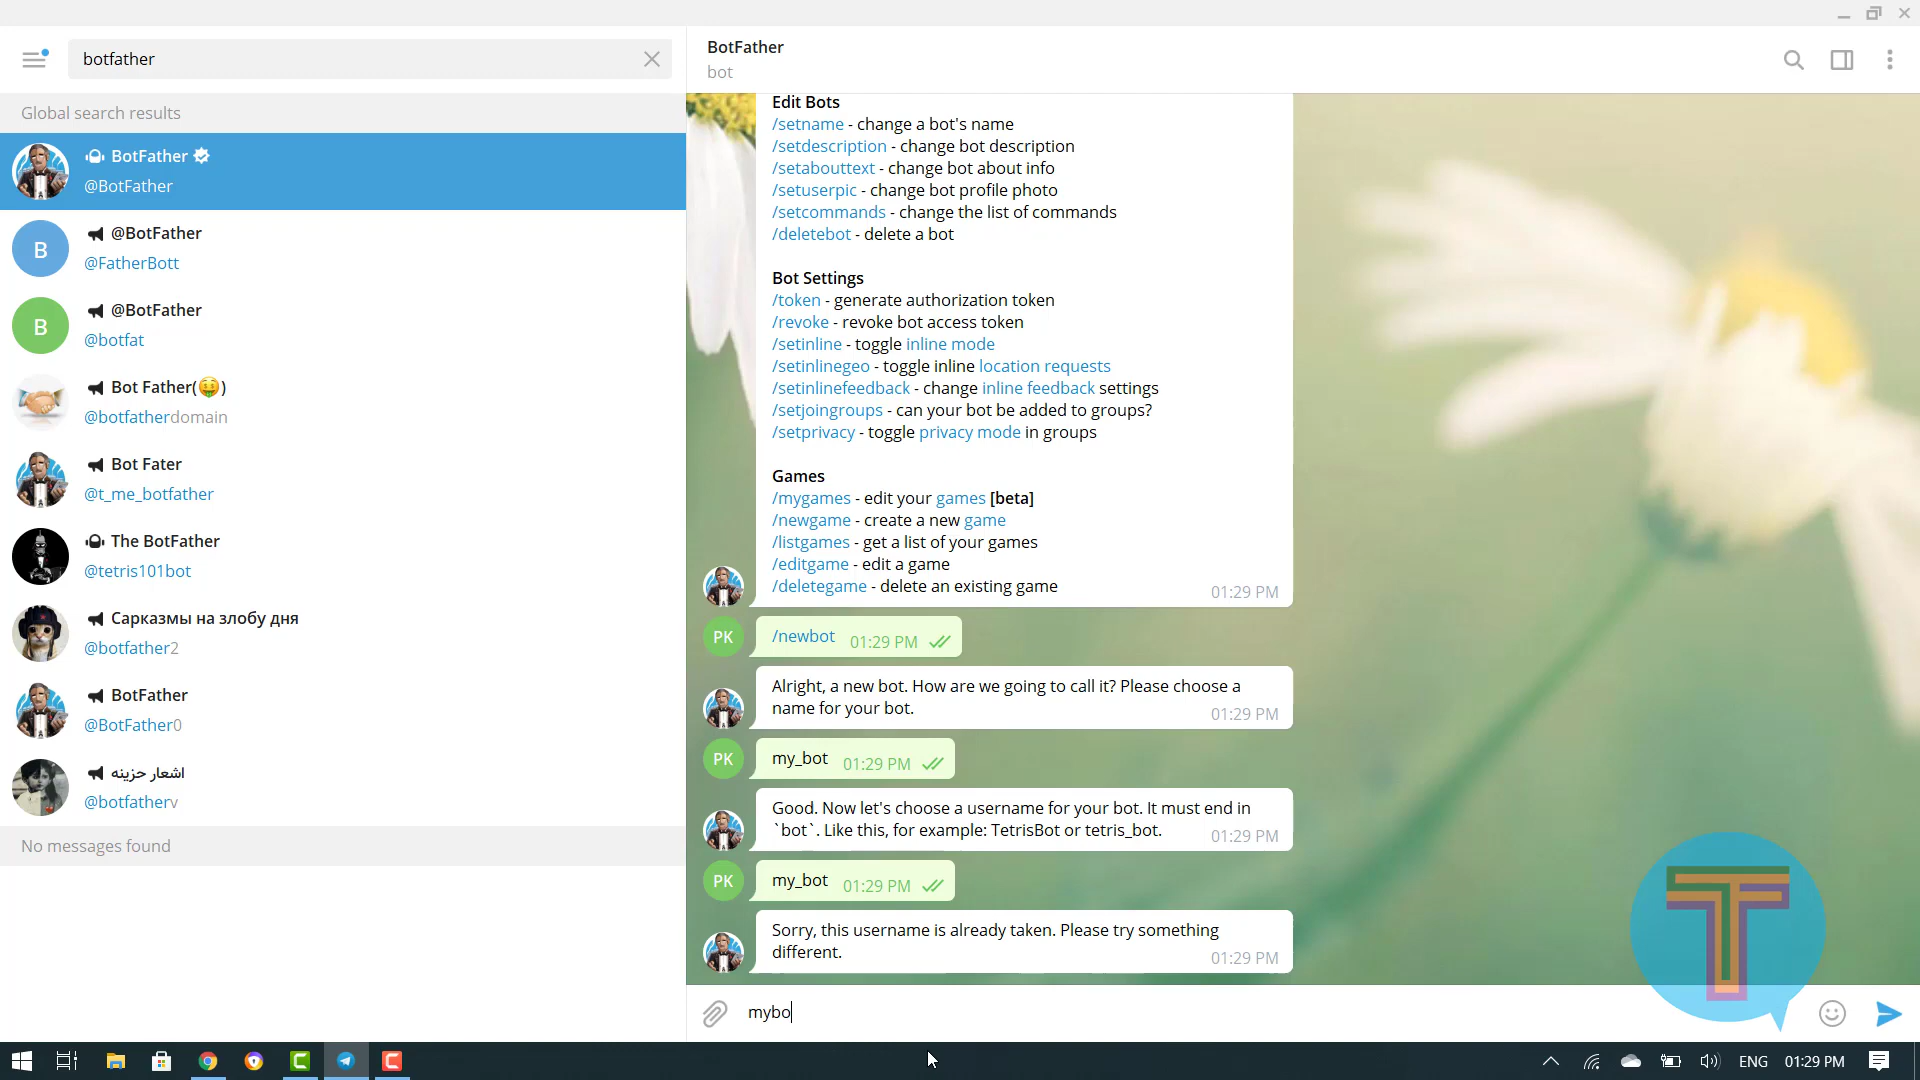 botfather
Global search results
BotFather
@BotFather
@BotFather
@FatherBott
@BotFather
@botfat
Bot Father(🤑)
@botfatherdomain
Bot Fater
@t_me_botfather
The BotFather
@tetris101bot
Сарказмы на злобу дня
@botfather2
BotFather
@BotFather0
اشعار حزینه
@botfatherv
No messages found
B
B
BotFather
bot
Edit Bots
/setname - change a bot's name
/setdescription - change bot description
/setabouttext - change bot about info
/setuserpic - change bot profile photo
/setcommands - change the list of commands
/deletebot - delete a bot
Bot Settings
/token - generate authorization token
/revoke - revoke bot access token
/setinline - toggle inline mode
/setinlinegeo - toggle inline location requests
/setinlinefeedback - change inline feedback settings
/setjoingroups - can your bot be added to groups?
/setprivacy - toggle privacy mode in groups
Games
/mygames - edit your games [beta]
/newgame - create a new game
/listgames - get a list of your games
/editgame - edit a game
/deletegame - delete an existing game
01:29 PM
PK
/newbot 01:29 PM
Alright, a new bot. How are we going to call it? Please choose a
name for your bot.
01:29 PM
PK
my_bot 01:29 PM
Good. Now let's choose a username for your bot. It must end in
`bot`. Like this, for example: TetrisBot or tetris_bot.
01:29 PM
PK
my_bot 01:29 PM
Sorry, this username is already taken. Please try something
different.
01:29 PM
mybo
T
ENG 01:29 PM